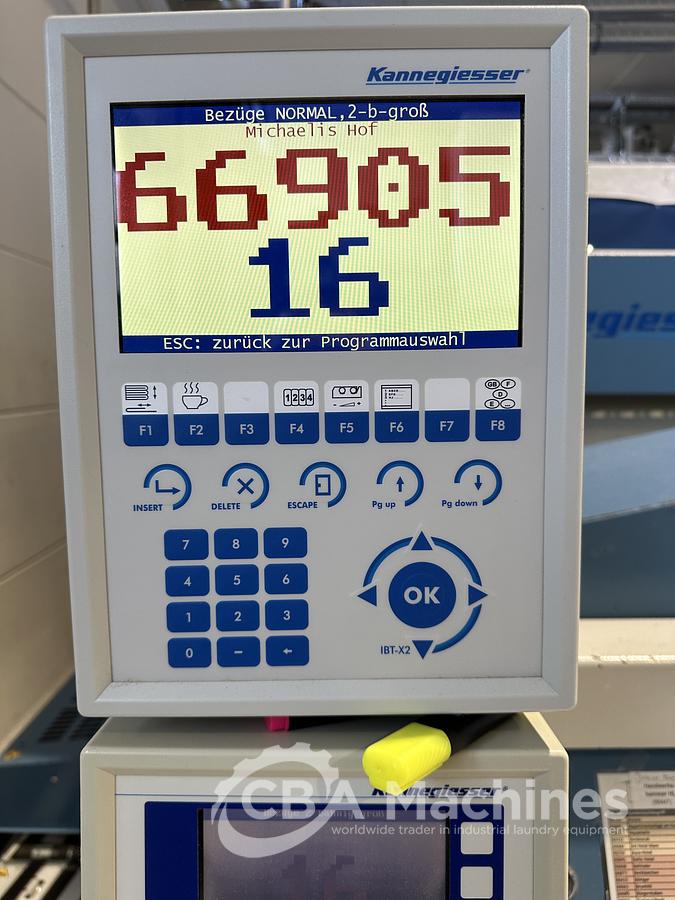 Kannegiesser
Bezüge NORMAL,2-b-groß
Michaelis Hof
66905
16
ESC: zurück zur Programmauswahl
1234
GB F
D
E ...
F1 F2 F3 F4 F5 F6 F7 F8
INSERT DELETE ESCAPE Pg up Pg down
7 8 9
4 5 6
1 2 3
0 –
OK
IBT-X2
Kannegiesser
CBA Machines
worldwide trader in industrial laundry equipment
16